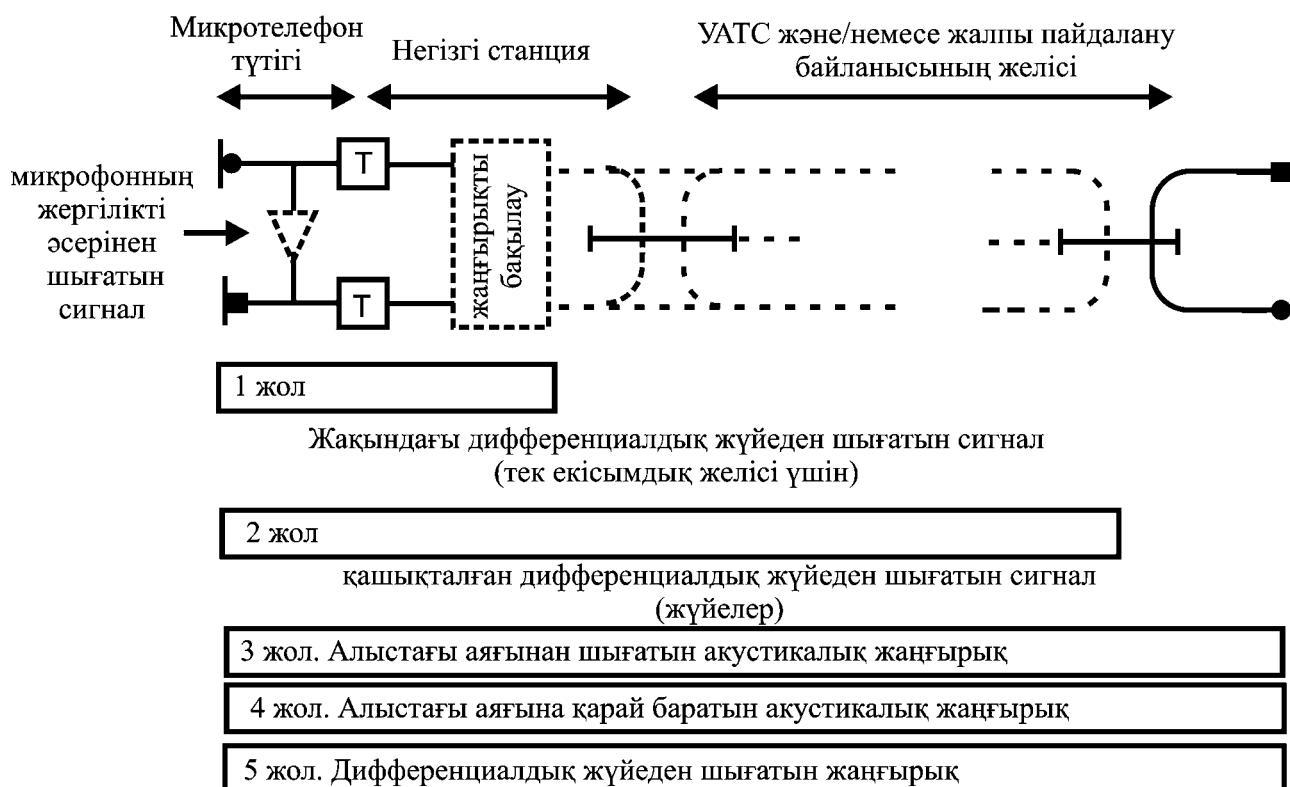 Микротелефон
түтігі
Негізгі станция
УАТС және/немесе жалпы пайдалану
байланысының желісі
микрофонның
жергілікті
әсерінен
шығатын
сигнал
T
T
жаңғырықты
бақылау
1 жол
Жақындағы дифференциалдық жүйеден шығатын сигнал
(тек екісымдық желісі үшін)
2 жол
қашықталған дифференциалдық жүйеден шығатын сигнал
(жүйелер)
3 жол. Алыстағы аяғынан шығатын акустикалық жаңғырық
4 жол. Алыстағы аяғына қарай баратын акустикалық жаңғырық
5 жол. Дифференциалдық жүйеден шығатын жаңғырық